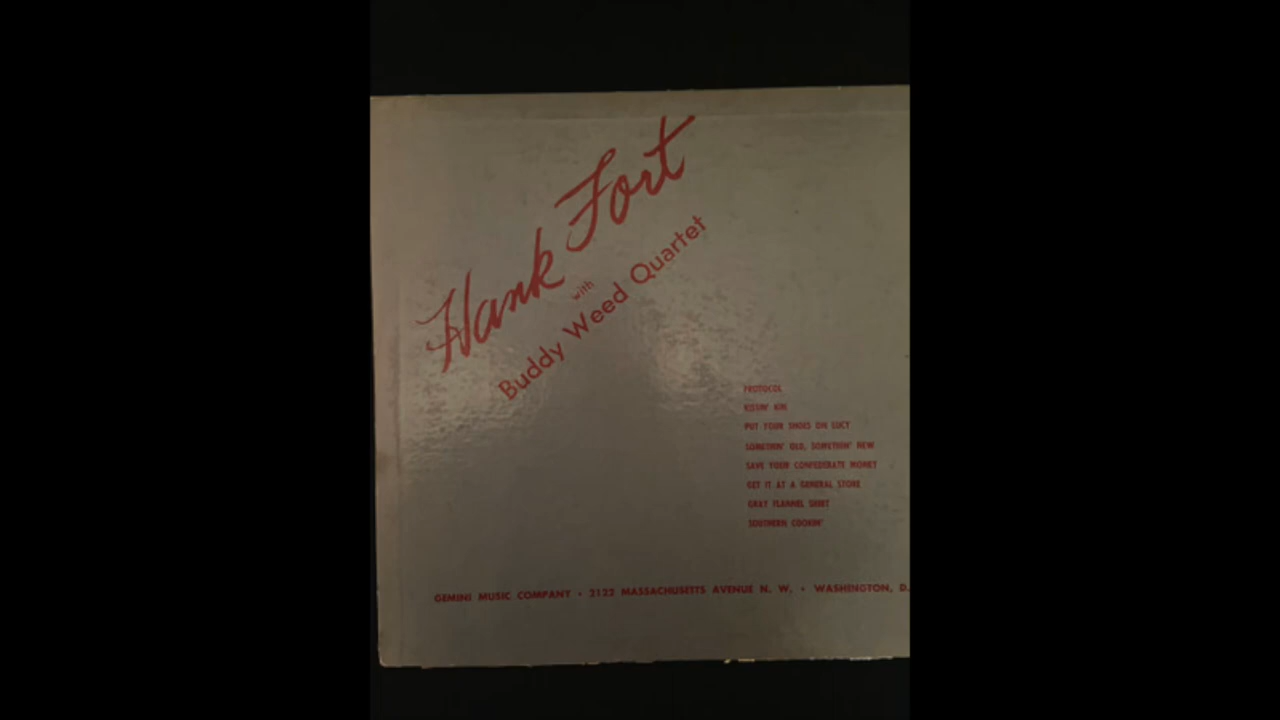 Hank Fort
with
Buddy Weed Quartet
PROTOCOL
KISSIN' KIN
PUT YOUR SHOES ON LUCY
SOMETHIN' OLD, SOMETHIN' NEW
SAVE YOUR CONFEDERATE MONEY
GET IT AT A GENERAL STORE
GRAY FLANNEL SHIRT
SOUTHERN COOKIN'
GEMINI MUSIC COMPANY • 3122 MASSACHUSETTS AVENUE N. W. • WASHINGTON, D.